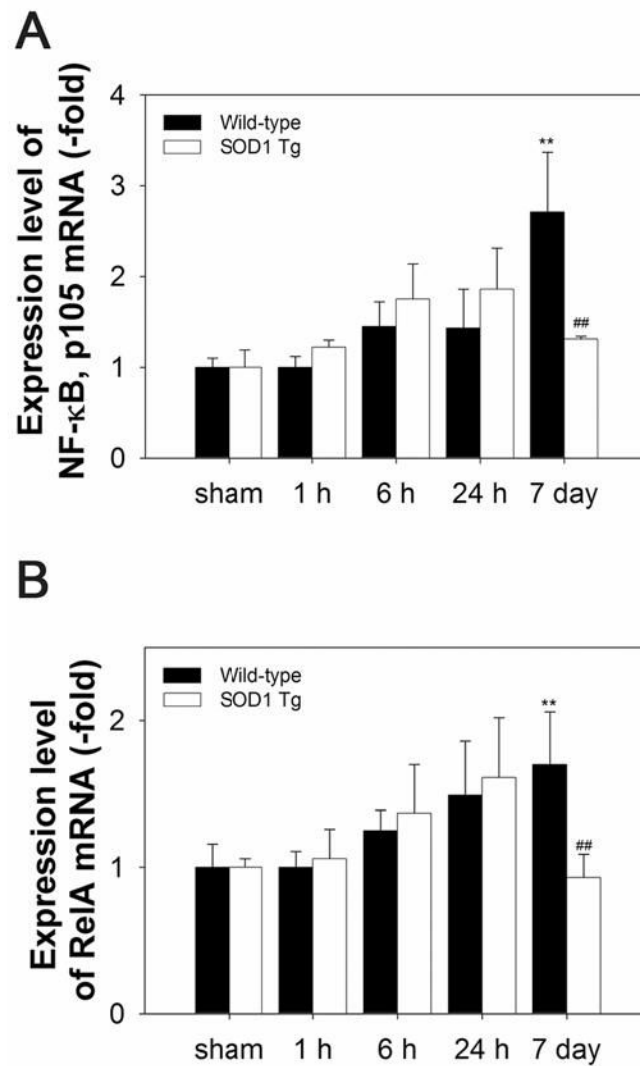 A
Expression level of
NF-κB, p105 mRNA (-fold)
4
3
2
1
0
Wild-type
SOD1 Tg
**
##
sham 1 h 6 h 24 h 7 day
B
Expression level
of RelA mRNA (-fold)
2
1
0
Wild-type
SOD1 Tg
**
##
sham 1 h 6 h 24 h 7 day